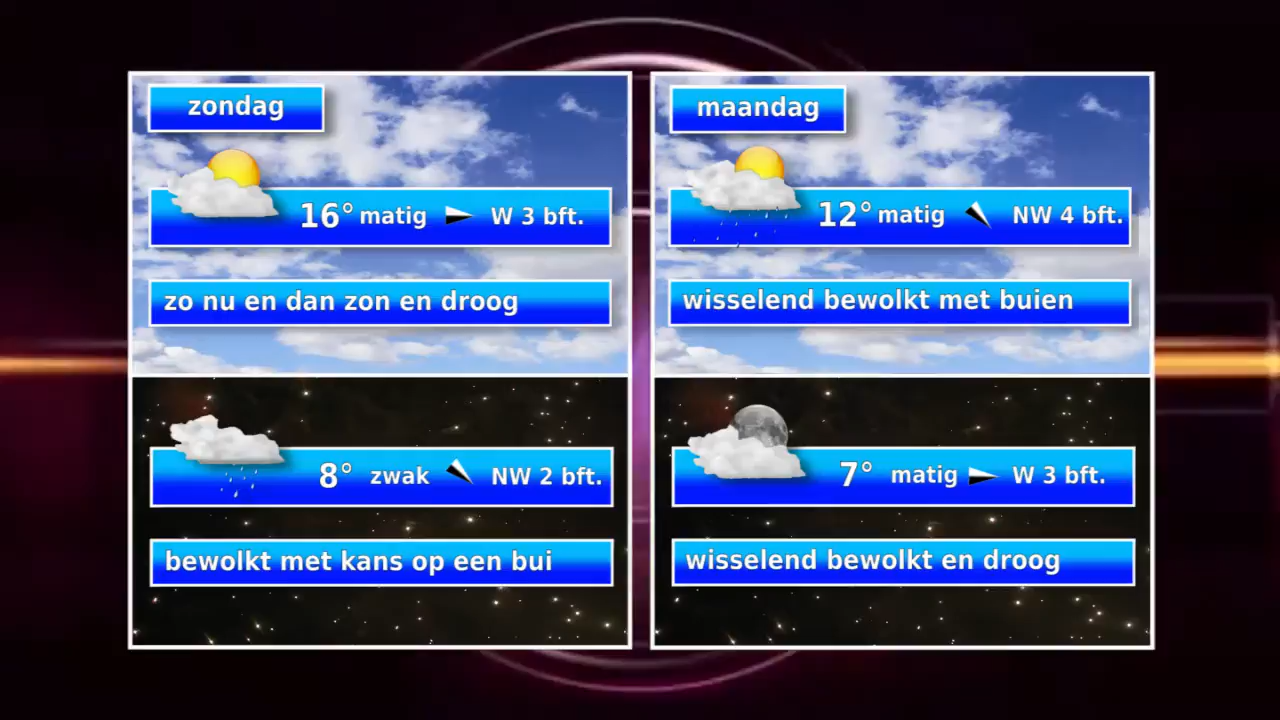 zondag
16° matig W 3 bft.
zo nu en dan zon en droog
8° zwak NW 2 bft.
bewolkt met kans op een bui
maandag
12° matig NW 4 bft.
wisselend bewolkt met buien
7° matig W 3 bft.
wisselend bewolkt en droog